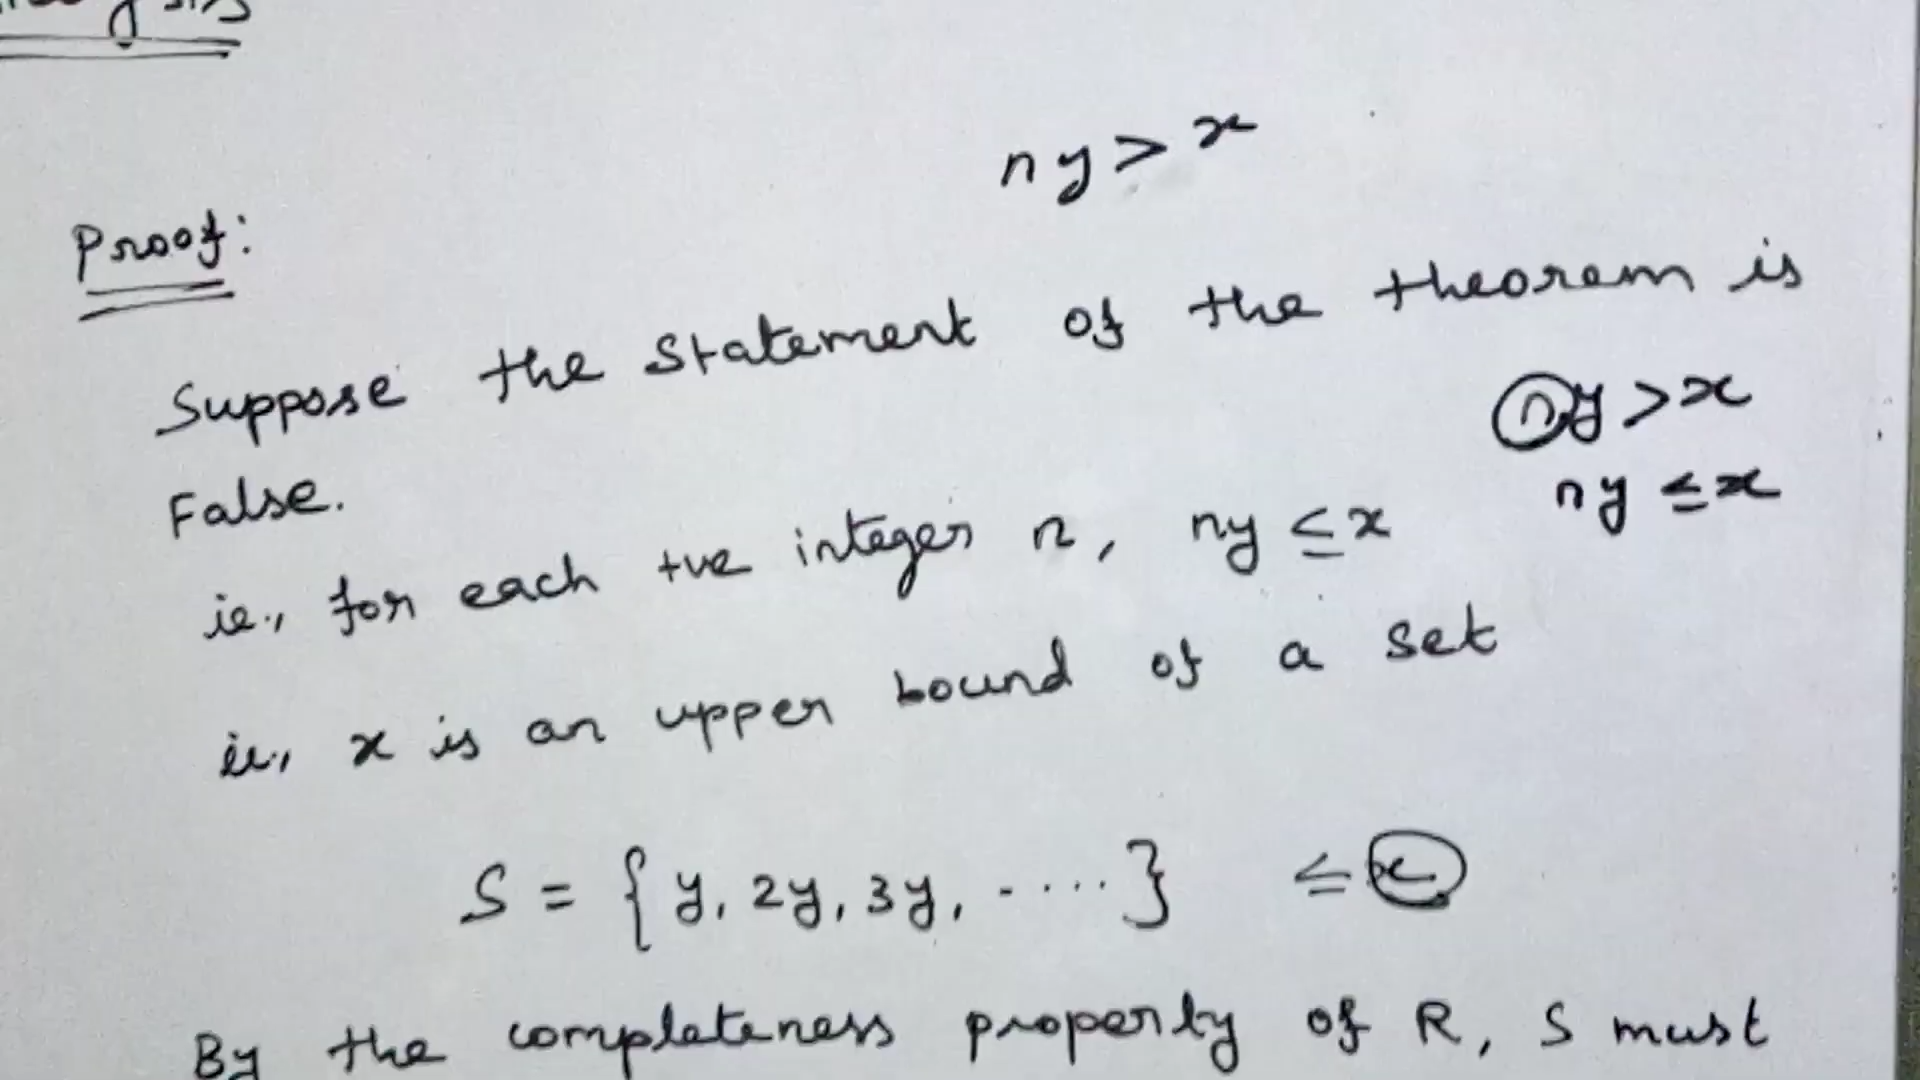 ny > x
Proof:
Suppose the Statement of the theorem is
False.
ny > x
ny ≤ x
ie., for each +ve integer n, ny ≤ x
ie., x is an upper bound of a set
S = { y, 2y, 3y, ..... } ≤ x
By the completeness property of R, S must